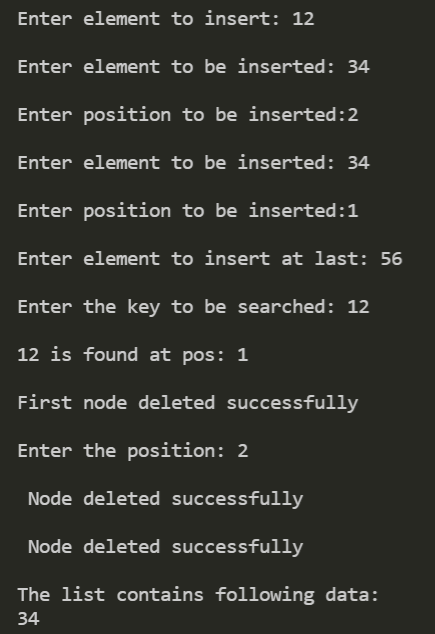 Enter element to insert: 12
Enter element to be inserted: 34
Enter position to be inserted:2
Enter element to be inserted: 34
Enter position to be inserted:1
Enter element to insert at last: 56
Enter the key to be searched: 12
12 is found at pos: 1
First node deleted successfully
Enter the position: 2
Node deleted successfully
Node deleted successfully
The list contains following data:
34